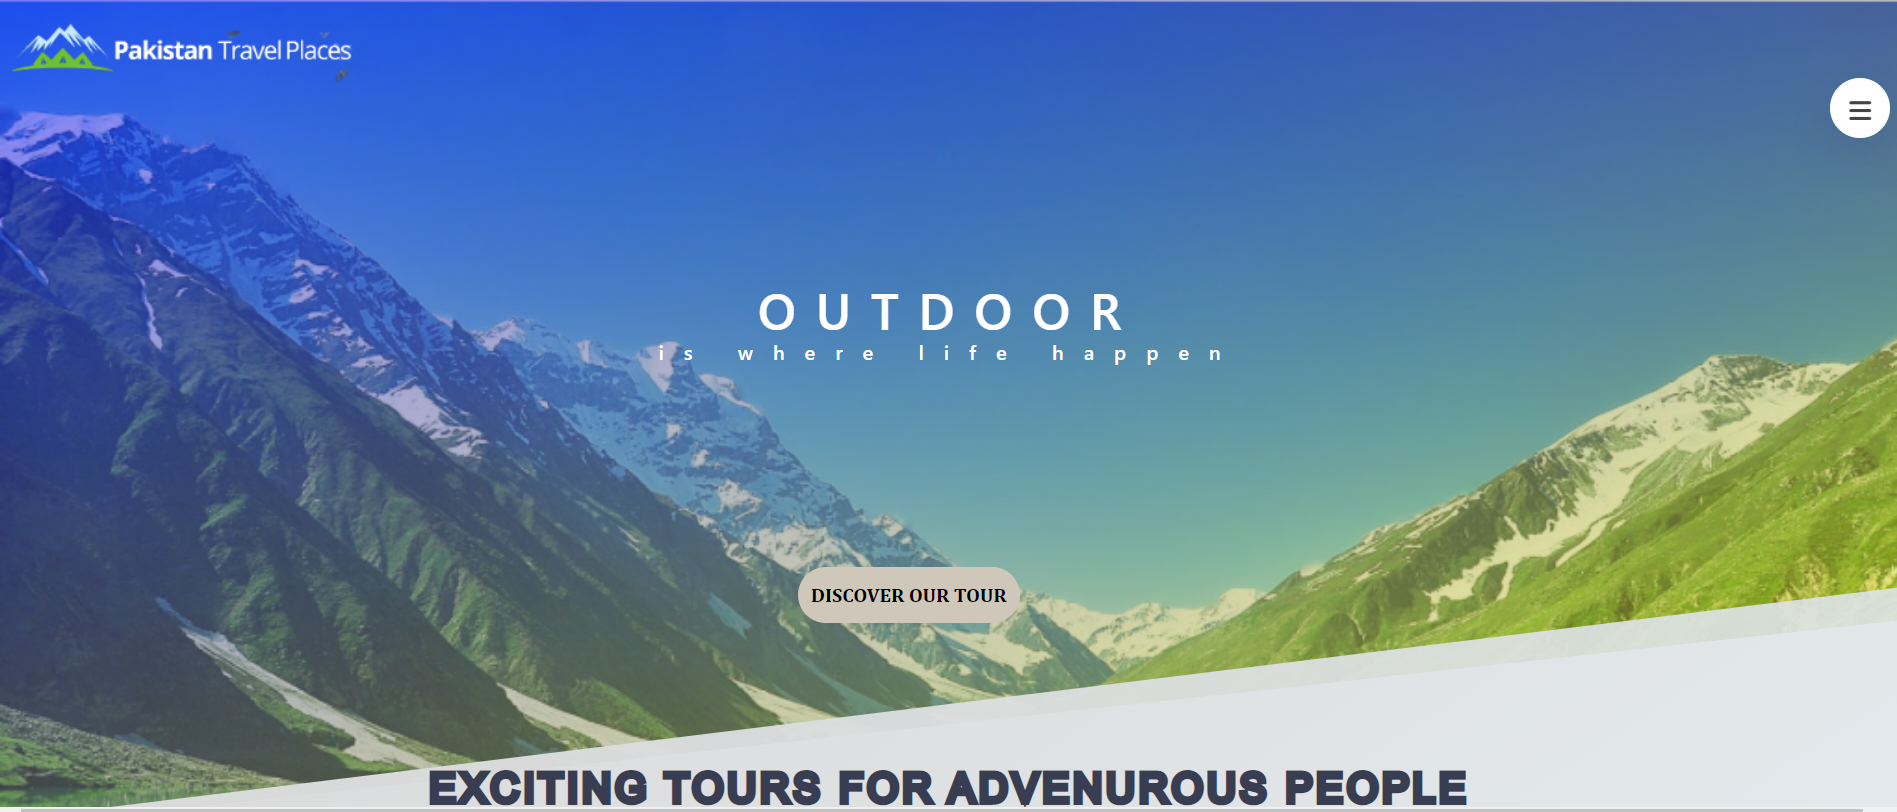 Pakistan Travel Places
OUTDOOR
is where life happen
DISCOVER OUR TOUR
EXCITING TOURS FOR ADVENUROUS PEOPLE